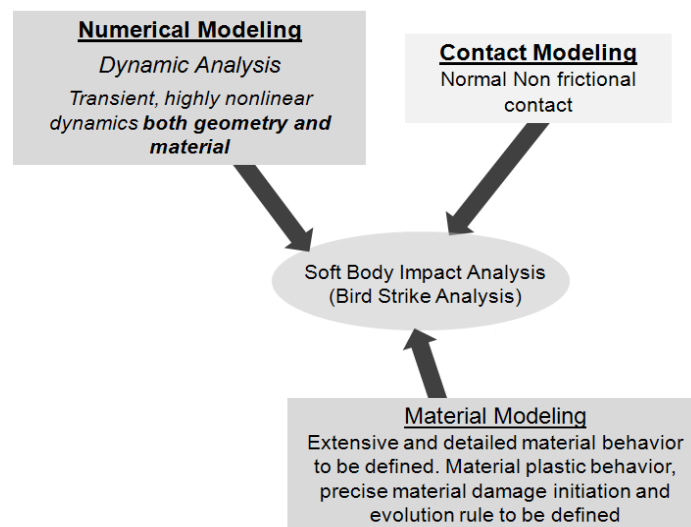 Numerical Modeling
Dynamic Analysis
Transient, highly nonlinear
dynamics both geometry and
material
Contact Modeling
Normal Non frictional
contact
Soft Body Impact Analysis
(Bird Strike Analysis)
Material Modeling
Extensive and detailed material behavior
to be defined. Material plastic behavior,
precise material damage initiation and
evolution rule to be defined